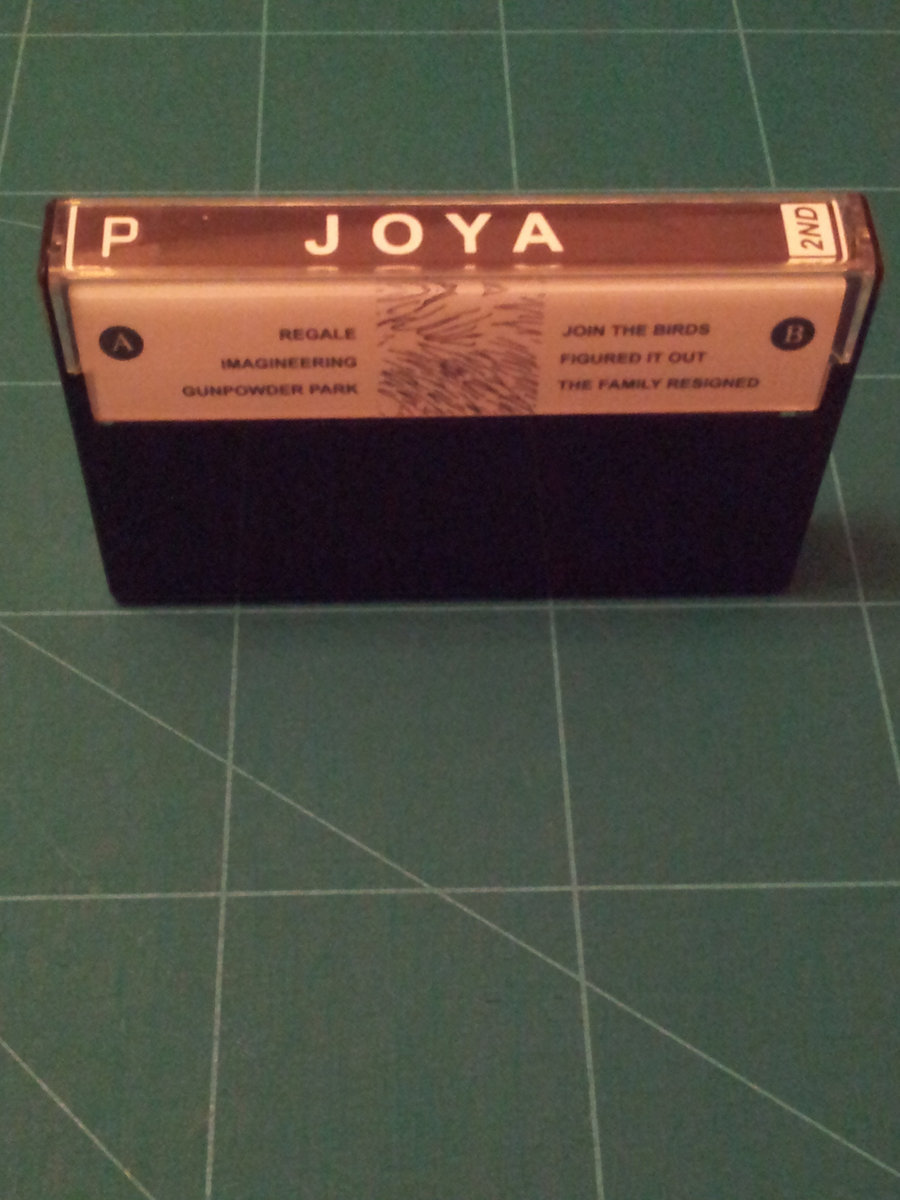 P JOYA 2ND
A
REGALE
IMAGINEERING
GUNPOWDER PARK
JOIN THE BIRDS
FIGURED IT OUT
THE FAMILY RESIGNED
B